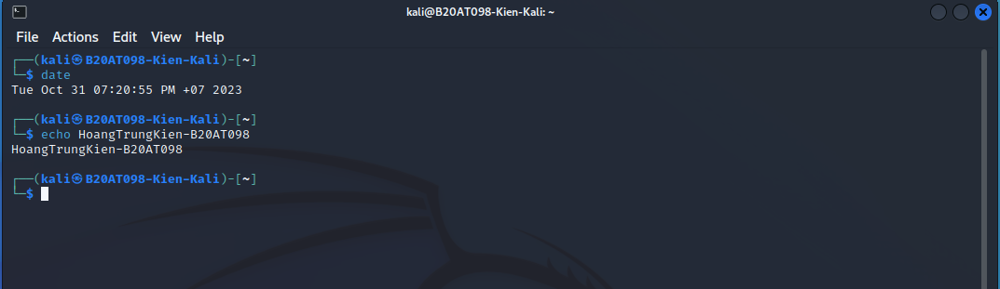 kali@B20AT098-Kien-Kali: ~
File Actions Edit View Help
┌──(kali㉿B20AT098-Kien-Kali)-[~]
└─$ date
Tue Oct 31 07:20:55 PM +07 2023
┌──(kali㉿B20AT098-Kien-Kali)-[~]
└─$ echo HoangTrungKien-B20AT098
HoangTrungKien-B20AT098
┌──(kali㉿B20AT098-Kien-Kali)-[~]
└─$